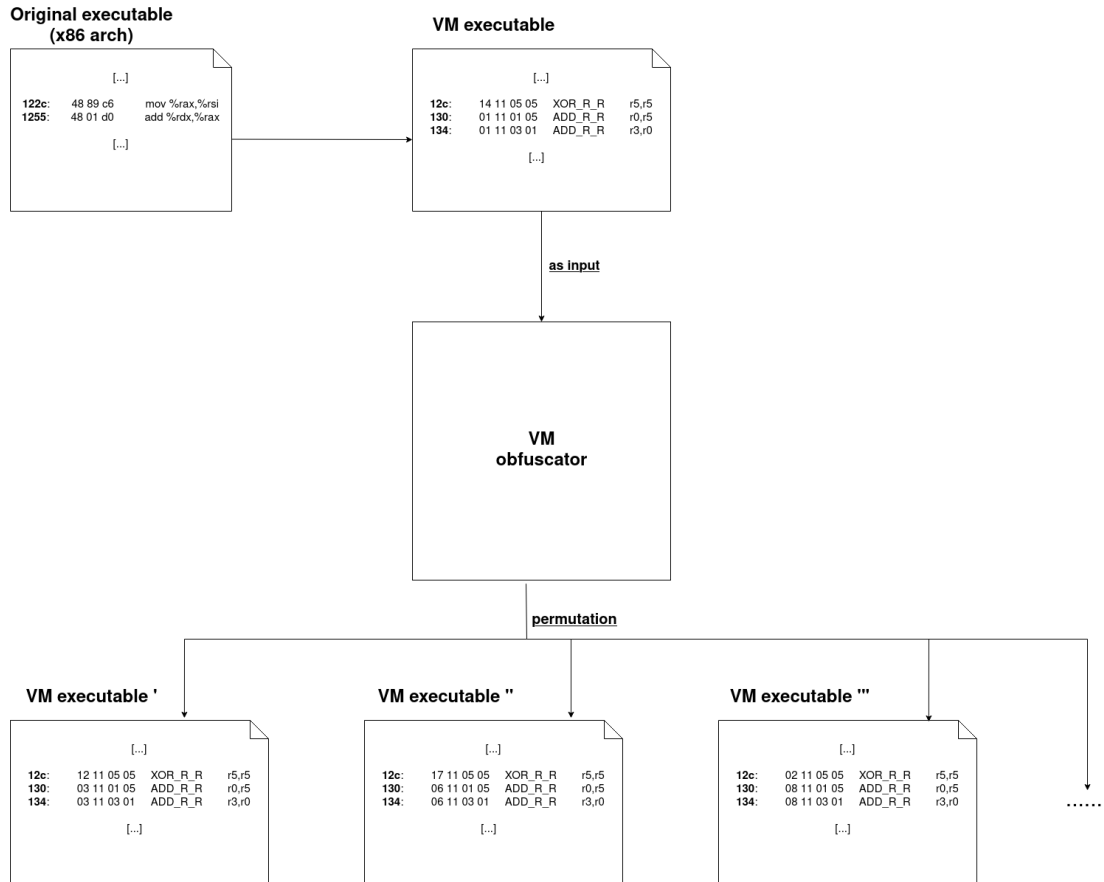 Original executable
(x86 arch)
[...]
122c: 48 89 c6 mov %rax,%rsi
1255: 48 01 d0 add %rdx,%rax
[...]
VM executable
[...]
12c: 14 11 05 05 XOR_R_R r5,r5
130: 01 11 01 05 ADD_R_R r0,r5
134: 01 11 03 01 ADD_R_R r3,r0
[...]
as input
VM
obfuscator
permutation
VM executable '
[...]
12c: 12 11 05 05 XOR_R_R r5,r5
130: 03 11 01 05 ADD_R_R r0,r5
134: 03 11 03 01 ADD_R_R r3,r0
[...]
VM executable ''
[...]
12c: 17 11 05 05 XOR_R_R r5,r5
130: 06 11 01 05 ADD_R_R r0,r5
134: 06 11 03 01 ADD_R_R r3,r0
[...]
VM executable '''
[...]
12c: 02 11 05 05 XOR_R_R r5,r5
130: 08 11 01 05 ADD_R_R r0,r5
134: 08 11 03 01 ADD_R_R r3,r0
[...]
......